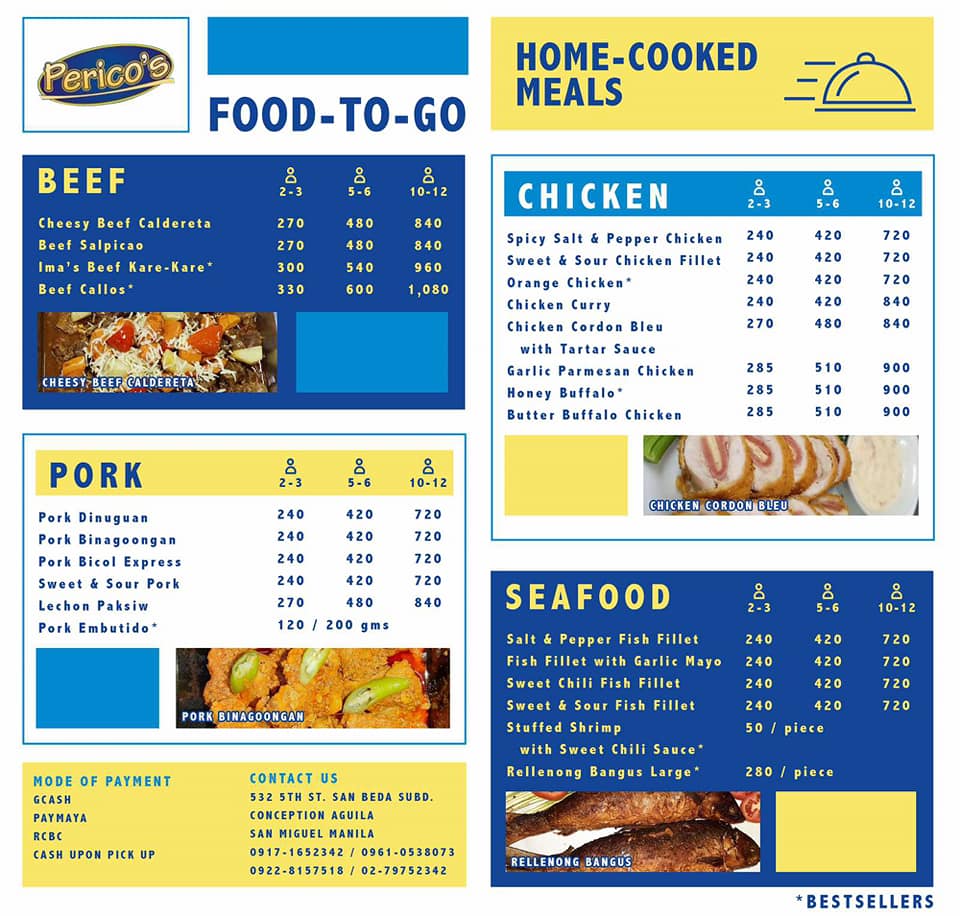 Perico's
FOOD-TO-GO
HOME-COOKED
MEALS
BEEF 2-3 5-6 10-12
Cheesy Beef Caldereta 270 480 840
Beef Salpicao 270 480 840
Ima's Beef Kare-Kare* 300 540 960
Beef Callos* 330 600 1,080
CHEESY BEEF CALDERETA
PORK 2-3 5-6 10-12
Pork Dinuguan 240 420 720
Pork Binagoongan 240 420 720
Pork Bicol Express 240 420 720
Sweet & Sour Pork 240 420 720
Lechon Paksiw 270 480 840
Pork Embutido* 120 / 200 gms
PORK BINAGOONGAN
MODE OF PAYMENT
GCASH
PAYMAYA
RCBC
CASH UPON PICK UP
CONTACT US
532 5TH ST. SAN BEDA SUBD.
CONCEPTION AGUILA
SAN MIGUEL MANILA
0917-1652342 / 0961-0538073
0922-8157518 / 02-79752342
CHICKEN 2-3 5-6 10-12
Spicy Salt & Pepper Chicken 240 420 720
Sweet & Sour Chicken Fillet 240 420 720
Orange Chicken* 240 420 720
Chicken Curry 240 420 840
Chicken Cordon Bleu 270 480 840
with Tartar Sauce
Garlic Parmesan Chicken 285 510 900
Honey Buffalo* 285 510 900
Butter Buffalo Chicken 285 510 900
CHICKEN CORDON BLEU
SEAFOOD 2-3 5-6 10-12
Salt & Pepper Fish Fillet 240 420 720
Fish Fillet with Garlic Mayo 240 420 720
Sweet Chili Fish Fillet 240 420 720
Sweet & Sour Fish Fillet 240 420 720
Stuffed Shrimp 50 / piece
with Sweet Chili Sauce*
Rellenong Bangus Large* 280 / piece
RELLENONG BANGUS
*BESTSELLERS